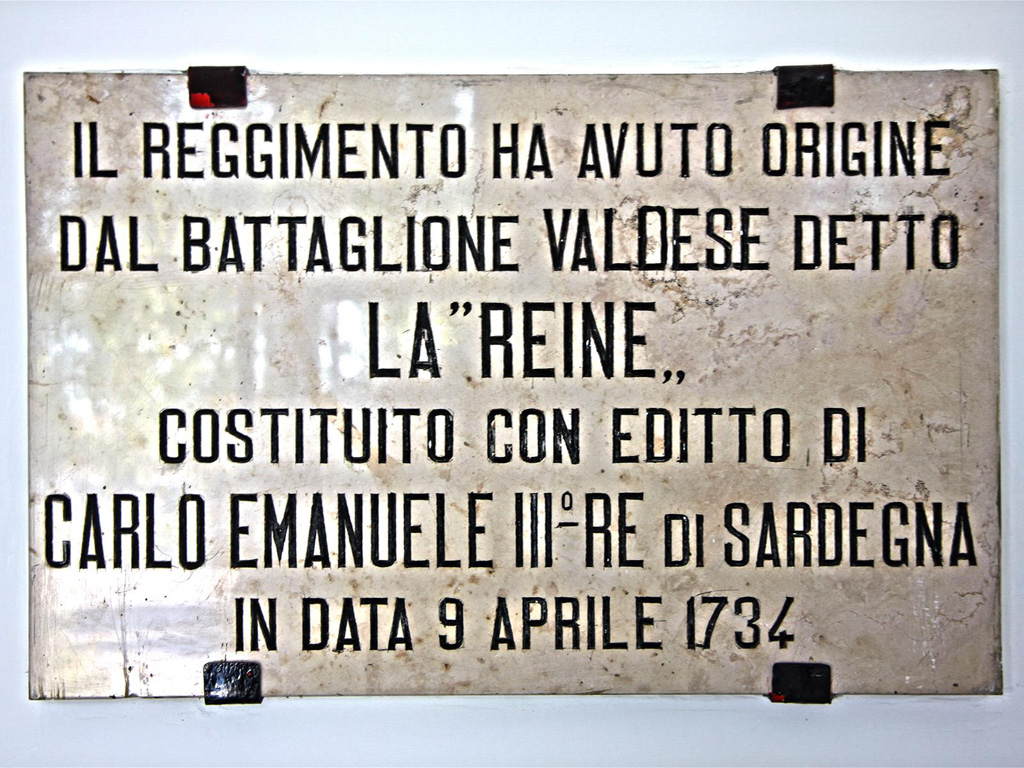 IL REGGIMENTO HA AVUTO ORIGINE
DAL BATTAGLIONE VALDESE DETTO
LA "REINE„
COSTITUITO CON EDITTO DI
CARLO EMANUELE IIIº RE DI SARDEGNA
IN DATA 9 APRILE 1734